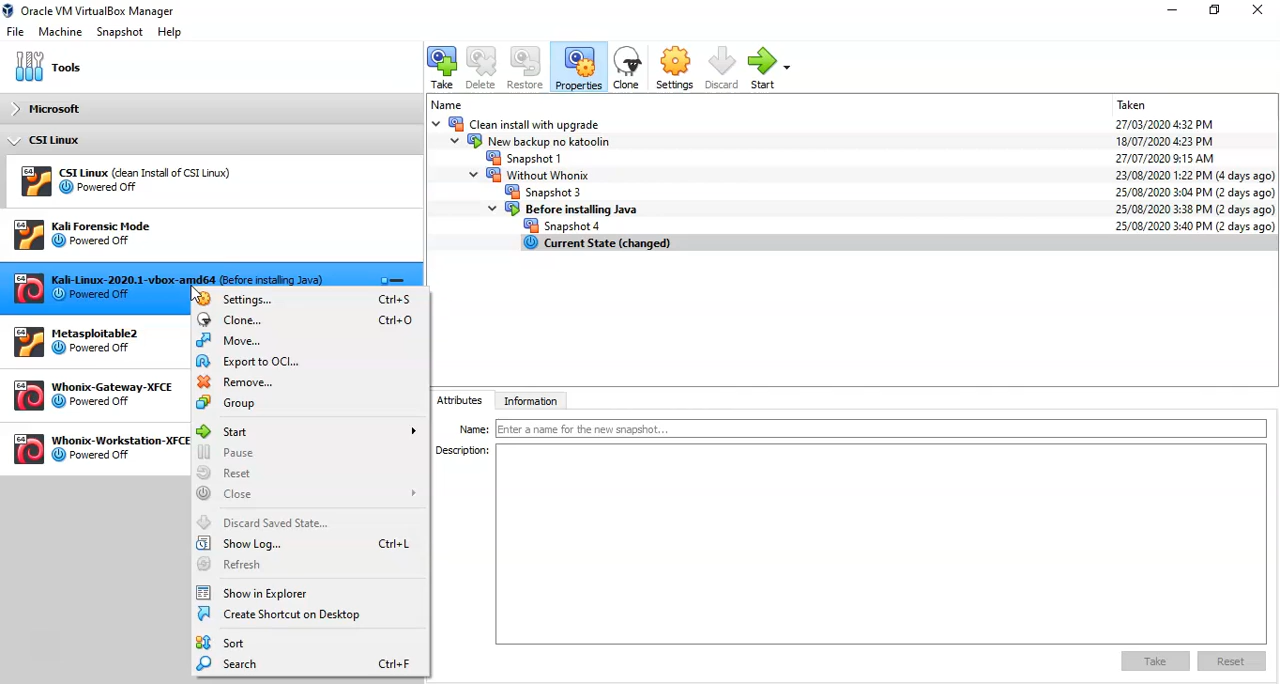 Oracle VM VirtualBox Manager
File Machine Snapshot Help
Tools
Microsoft
CSI Linux
64
CSI Linux (clean Install of CSI Linux)
Powered Off
64
Kali Forensic Mode
Powered Off
64
Kali-Linux-2020.1-vbox-amd64 (Before installing Java)
Powered Off
64
Metasploitable2
Powered Off
64
Whonix-Gateway-XFCE
Powered Off
64
Whonix-Workstation-XFCE
Powered Off
Settings... Ctrl+S
Clone... Ctrl+O
Move...
Export to OCI...
Remove...
Group
Start
Pause
Reset
Close
Discard Saved State...
Show Log... Ctrl+L
Refresh
Show in Explorer
Create Shortcut on Desktop
Sort
Search Ctrl+F
Take Delete Restore Properties Clone Settings Discard Start
Name Taken
Clean install with upgrade 27/03/2020 4:32 PM
New backup no katoolin 18/07/2020 4:23 PM
Snapshot 1 27/07/2020 9:15 AM
Without Whonix 23/08/2020 1:22 PM (4 days ago)
Snapshot 3 25/08/2020 3:04 PM (2 days ago)
Before installing Java 25/08/2020 3:38 PM (2 days ago)
Snapshot 4 25/08/2020 3:40 PM (2 days ago)
Current State (changed)
Attributes Information
Name: Enter a name for the new snapshot...
Description:
Take Reset